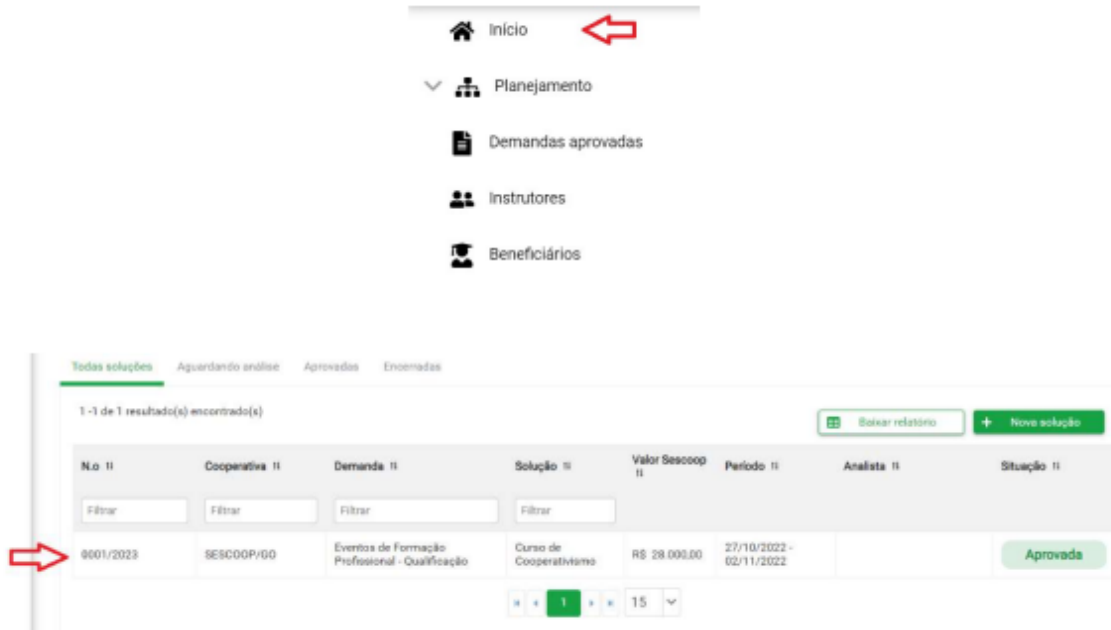 Início
Planejamento
Demandas aprovadas
Instrutores
Beneficiários
Todas soluções Aguardando análise Aprovadas Encerradas
1 -1 de 1 resultado(s) encontrado(s)
Baixar relatório + Nova solução
N.o Cooperativa Demanda Solução Valor Sescoop Período Analista Situação
Filtrar Filtrar Filtrar Filtrar
0001/2023 SESCOOP/GO Eventos de Formação Profissional - Qualificação Curso de Cooperativismo R$ 28.000,00 27/10/2022 - 02/11/2022 Aprovada
« ‹ 1 › » 15